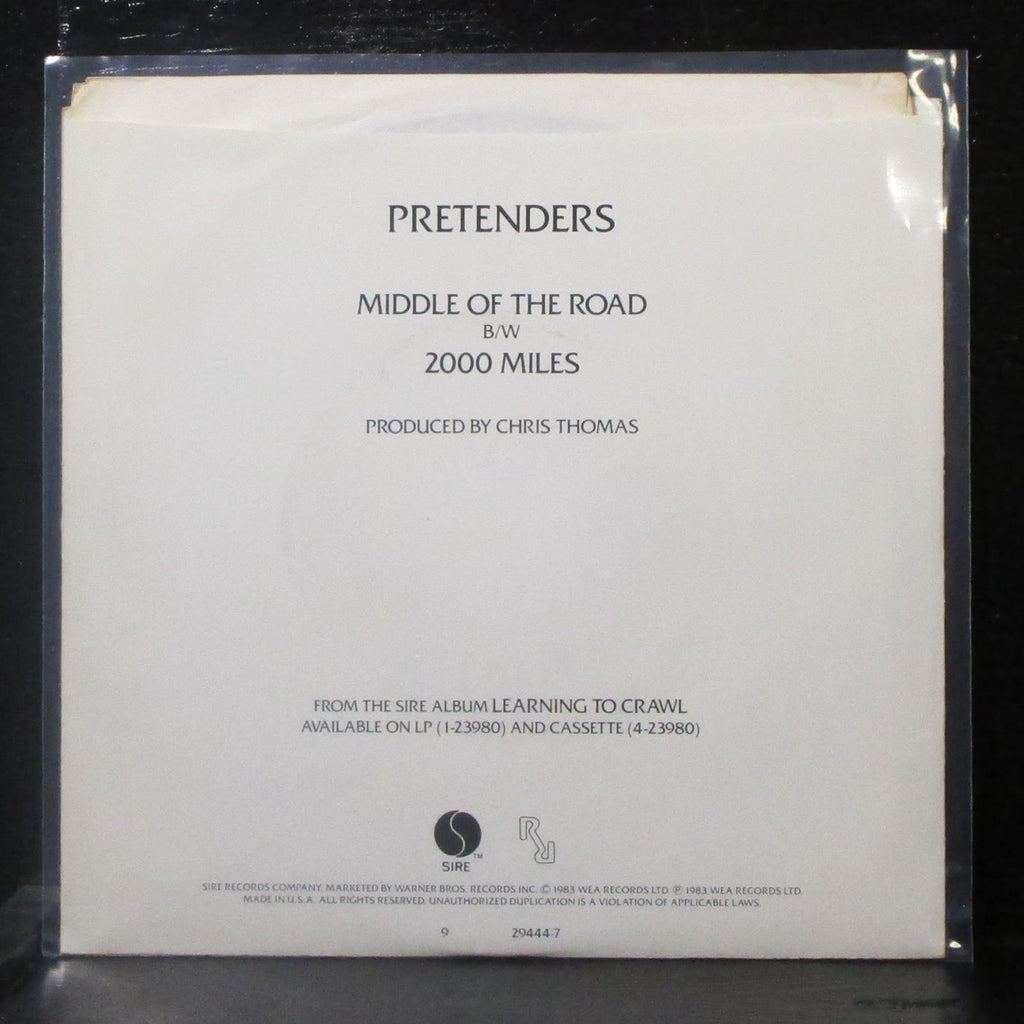 PRETENDERS
MIDDLE OF THE ROAD
B/W
2000 MILES
PRODUCED BY CHRIS THOMAS
FROM THE SIRE ALBUM LEARNING TO CRAWL
AVAILABLE ON LP (1-23980) AND CASSETTE (4-23980)
TM
SIRE
SIRE RECORDS COMPANY, MARKETED BY WARNER BROS. RECORDS INC. © 1983 WEA RECORDS LTD. ℗ 1983 WEA RECORDS LTD.
MADE IN U.S.A. ALL RIGHTS RESERVED. UNAUTHORIZED DUPLICATION IS A VIOLATION OF APPLICABLE LAWS.
9 29444-7